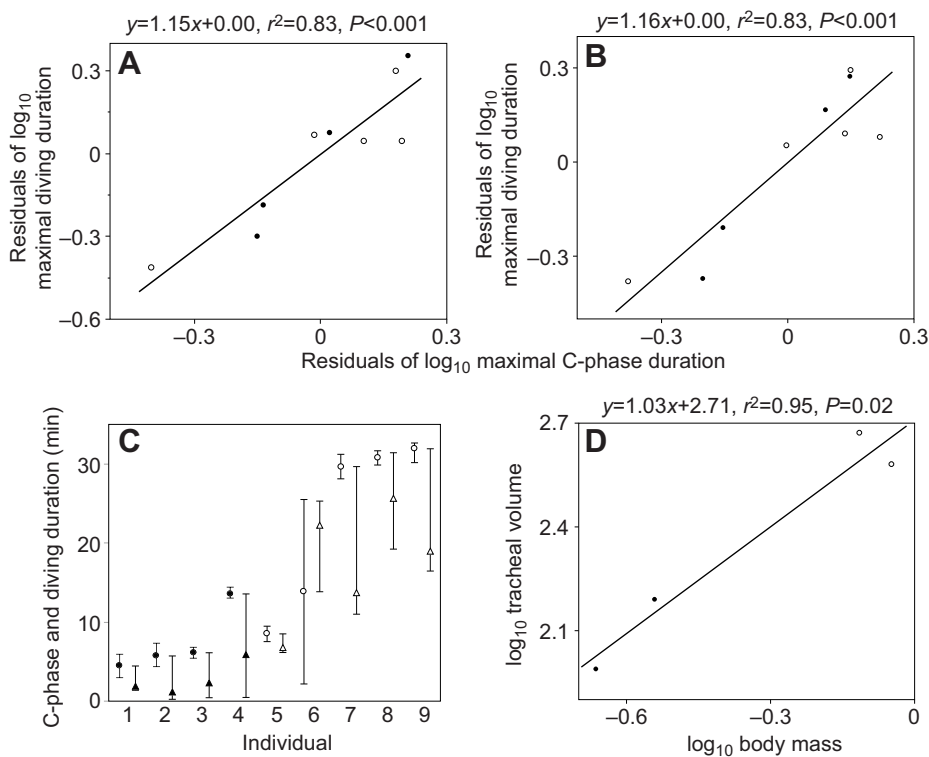 y=1.15x+0.00, r²=0.83, P<0.001
A
Residuals of log₁₀
maximal diving duration
0.3
0
–0.3
–0.6
–0.3
0
0.3
y=1.16x+0.00, r²=0.83, P<0.001
B
Residuals of log₁₀
maximal diving duration
0.3
0
–0.3
–0.3
0
0.3
Residuals of log₁₀ maximal C-phase duration
C
C-phase and diving duration (min)
30
20
10
0
1 2 3 4 5 6 7 8 9
Individual
y=1.03x+2.71, r²=0.95, P=0.02
D
log₁₀ tracheal volume
2.7
2.4
2.1
–0.6
–0.3
0
log₁₀ body mass